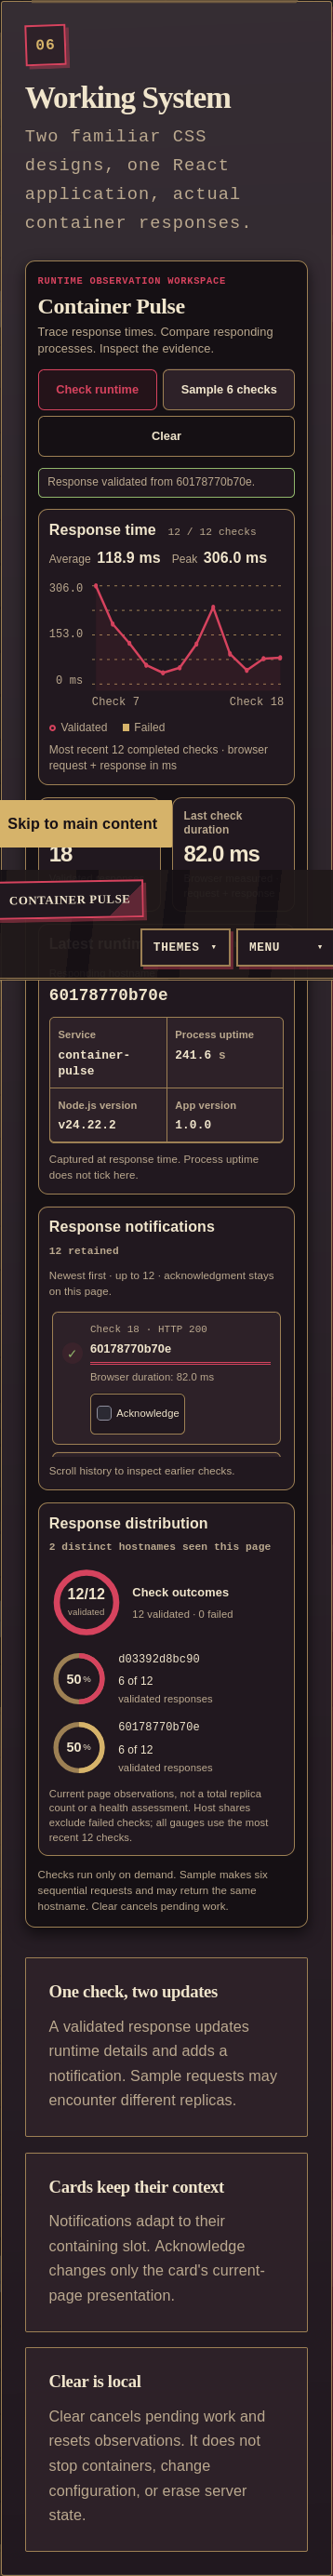 06
Working System
Two familiar CSS
designs, one React
application, actual
container responses.
RUNTIME OBSERVATION WORKSPACE
Container Pulse
Trace response times. Compare responding
processes. Inspect the evidence.
Check runtime
Sample 6 checks
Clear
Response validated from 60178770b70e.
Response time 12 / 12 checks
Average 118.9 ms Peak 306.0 ms
306.0
153.0
0 ms
Check 7 Check 18
Validated Failed
Most recent 12 completed checks · browser
request + response in ms
Skip to main content
18
Last check
duration
82.0 ms
CONTAINER PULSE
Latest runtim
THEMES ▾
MENU ▾
60178770b70e
Service
container-
pulse
Process uptime
241.6 s
Node.js version
v24.22.2
App version
1.0.0
Captured at response time. Process uptime
does not tick here.
Response notifications
12 retained
Newest first · up to 12 · acknowledgment stays
on this page.
Check 18 · HTTP 200
✓
60178770b70e
Browser duration: 82.0 ms
Acknowledge
Scroll history to inspect earlier checks.
Response distribution
2 distinct hostnames seen this page
12/12
validated
Check outcomes
12 validated · 0 failed
50%
d03392d8bc90
6 of 12
validated responses
50%
60178770b70e
6 of 12
validated responses
Current page observations, not a total replica
count or a health assessment. Host shares
exclude failed checks; all gauges use the most
recent 12 checks.
Checks run only on demand. Sample makes six
sequential requests and may return the same
hostname. Clear cancels pending work.
One check, two updates
A validated response updates
runtime details and adds a
notification. Sample requests may
encounter different replicas.
Cards keep their context
Notifications adapt to their
containing slot. Acknowledge
changes only the card's current-
page presentation.
Clear is local
Clear cancels pending work and
resets observations. It does not
stop containers, change
configuration, or erase server
state.